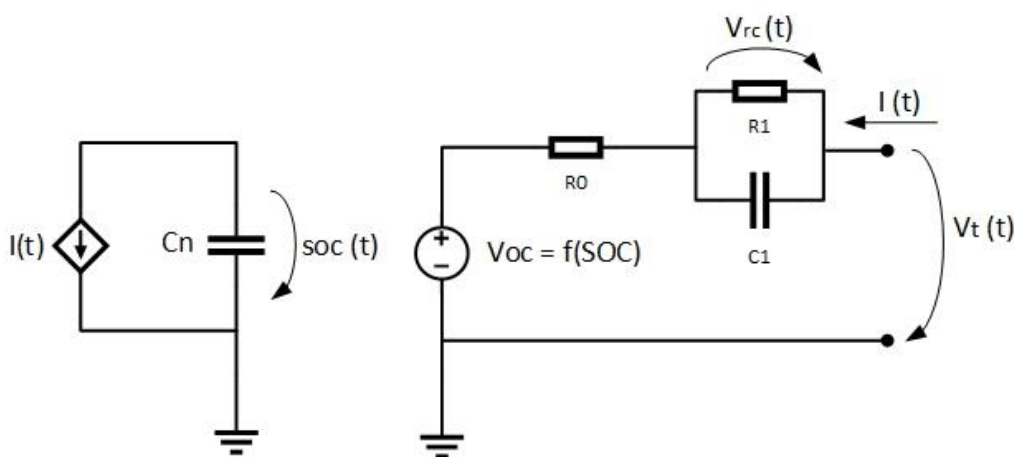 Vrc (t)
I (t)
R1
R0
I(t)
Cn
soc (t)
+
−
Voc = f(SOC)
C1
Vt (t)